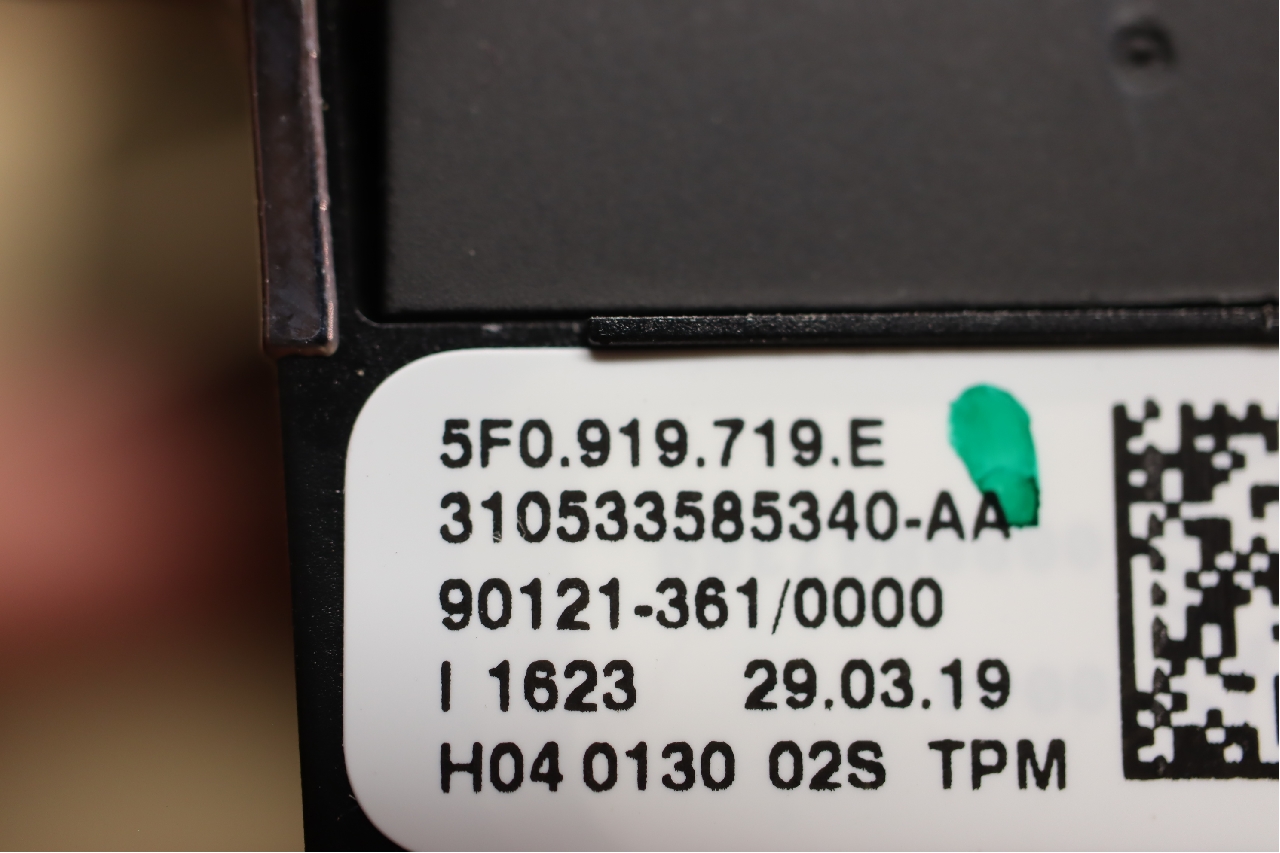 5F0.919.719.E
310533585340-AA
90121-361/0000
I 1623 29.03.19
H04 0130 02S TPM